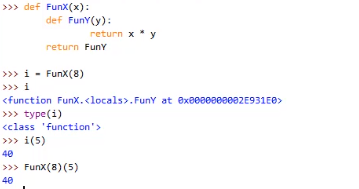 >>> def FunX(x):
        def FunY(y):
                return x * y
        return FunY

>>> i = FunX(8)
>>> i
<function FunX.<locals>.FunY at 0x0000000002E931E0>
>>> type(i)
<class 'function'>
>>> i(5)
40
>>> FunX(8)(5)
40